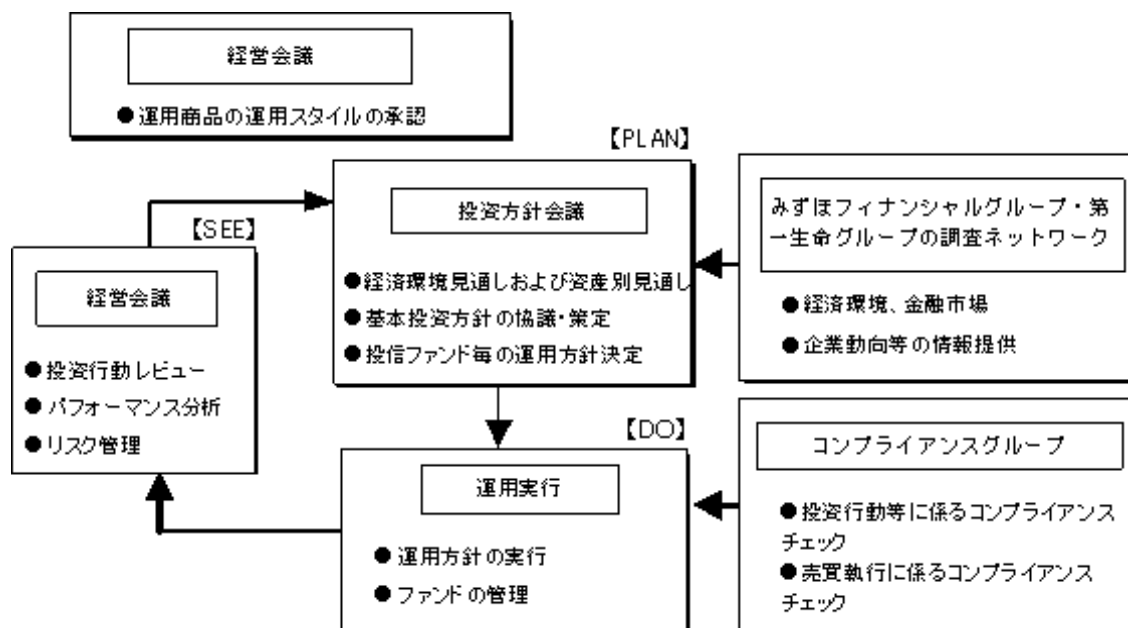 経営会議
●運用商品の運用スタイルの承認
【PLAN】
投資方針会議
●経済環境見通しおよび資産別見通し
●基本投資方針の協議・策定
●投信ファンド毎の運用方針決定
みずほフィナンシャルグループ・第
一生命グループの調査ネットワーク
●経済環境、金融市場
●企業動向等の情報提供
【SEE】
経営会議
●投資行動レビュー
●パフォーマンス分析
●リスク管理
【DO】
運用実行
●運用方針の実行
●ファンドの管理
コンプライアンスグループ
●投資行動等に係るコンプライアンス
チェック
●売買執行に係るコンプライアンス
チェック